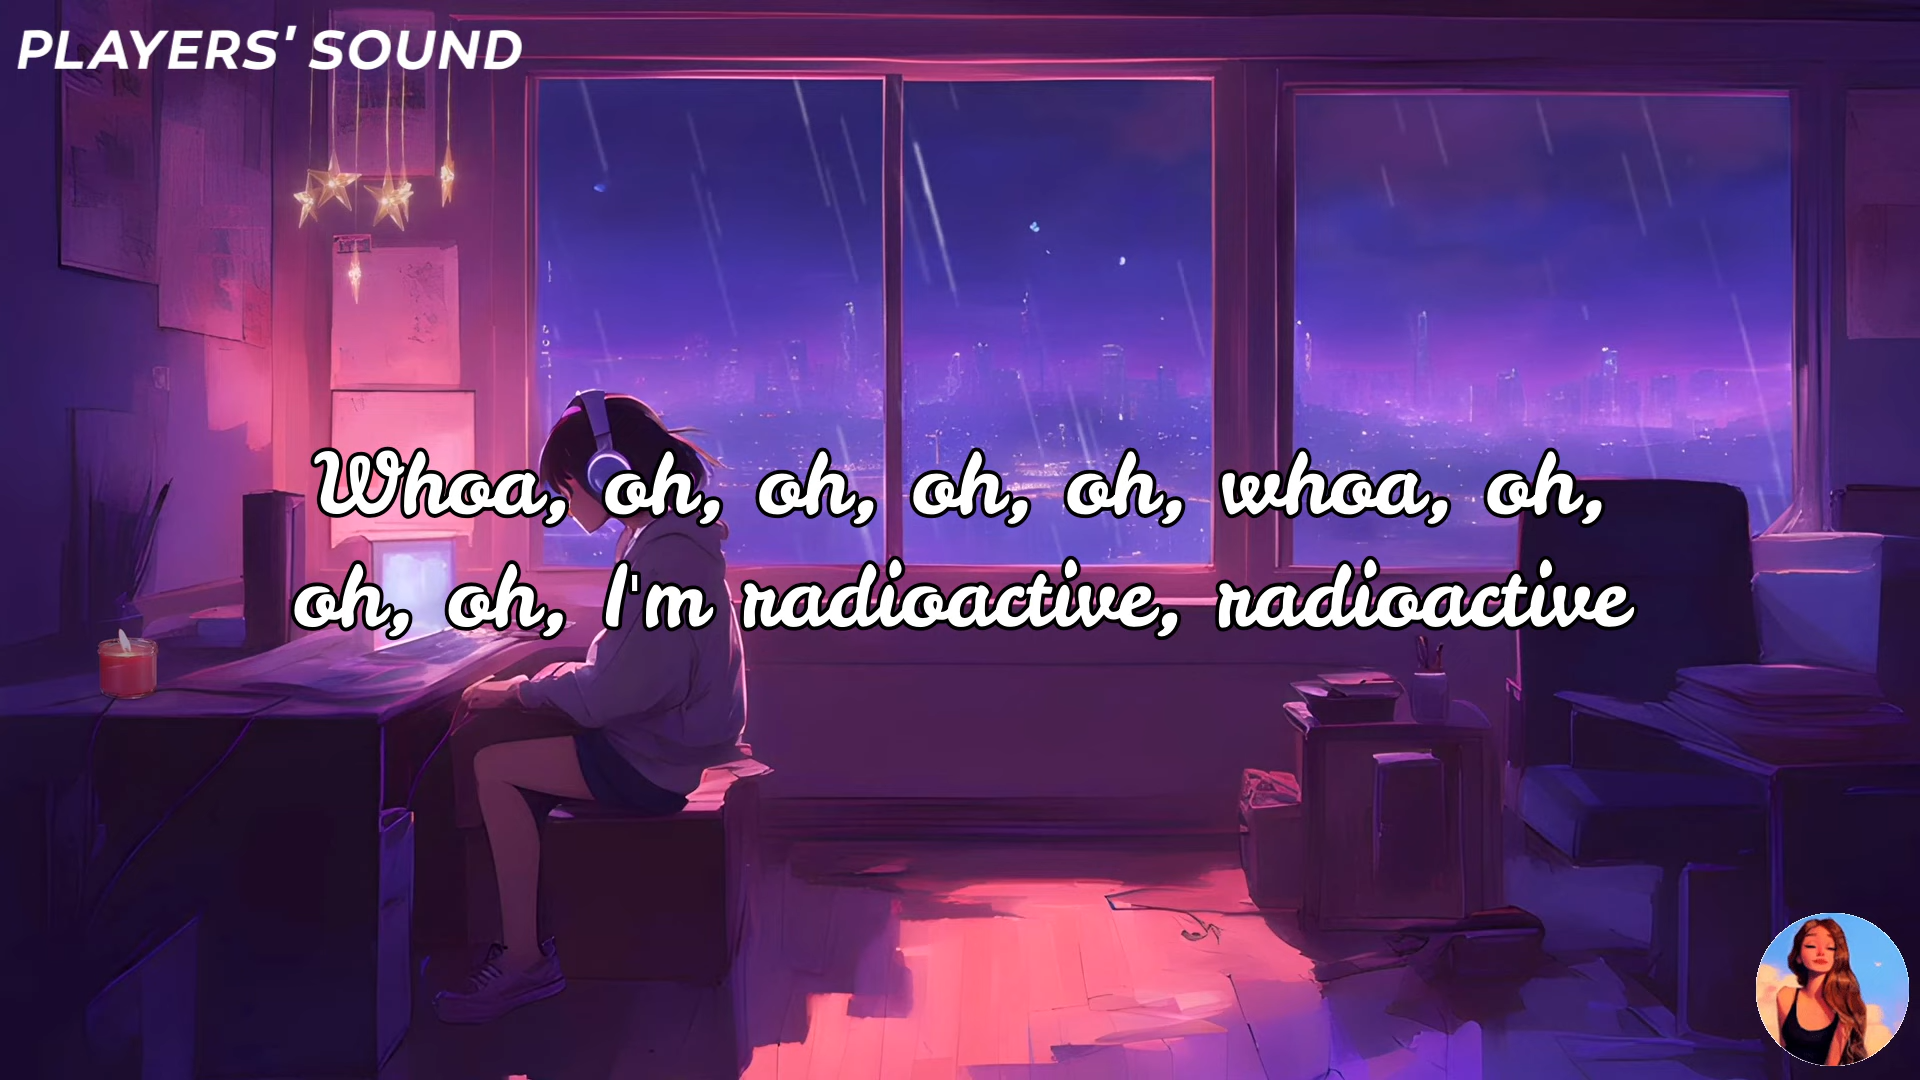 PLAYERS' SOUND
Whoa, oh, oh, oh, oh, whoa, oh,
oh, oh, I'm radioactive, radioactive